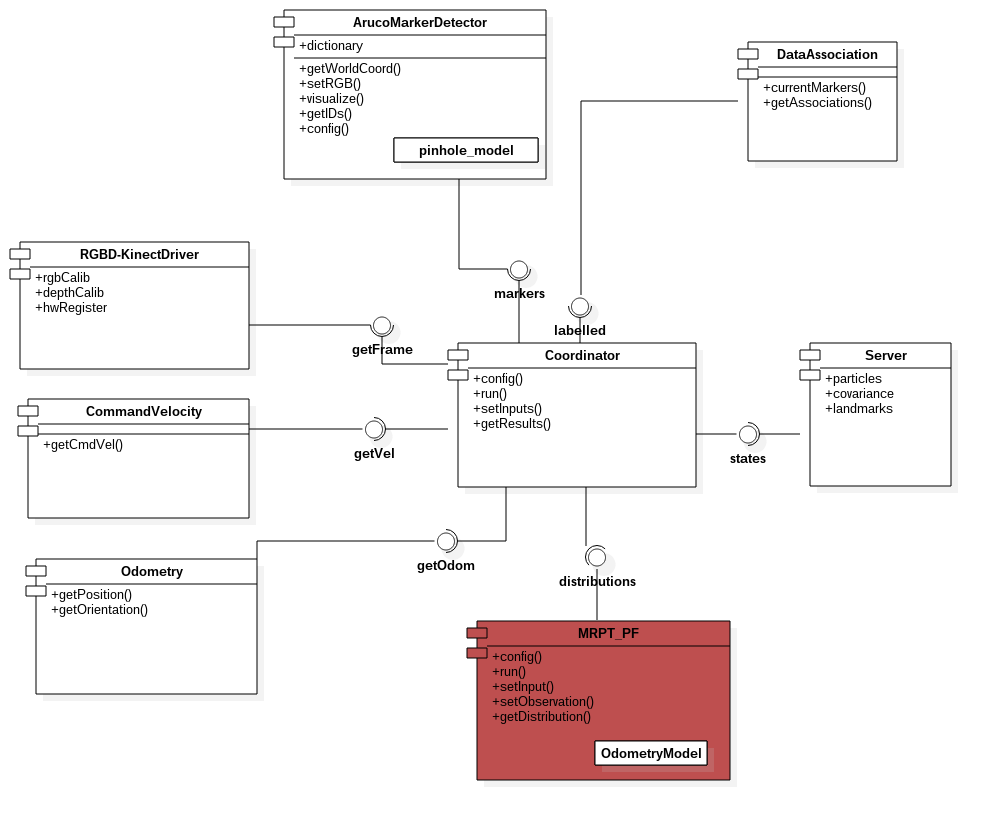 ArucoMarkerDetector
+dictionary
+getWorldCoord()
+setRGB()
+visualize()
+getIDs()
+config()
pinhole_model
DataAssociation
+currentMarkers()
+getAssociations()
RGBD-KinectDriver
+rgbCalib
+depthCalib
+hwRegister
markers
labelled
getFrame
Coordinator
+config()
+run()
+setInputs()
+getResults()
Server
+particles
+covariance
+landmarks
CommandVelocity
+getCmdVel()
getVel
states
Odometry
+getPosition()
+getOrientation()
getOdom
distributions
MRPT_PF
+config()
+run()
+setInput()
+setObservation()
+getDistribution()
OdometryModel